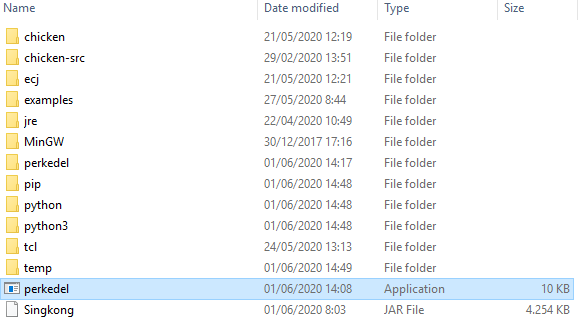 Name Date modified Type Size
chicken 21/05/2020 12:19 File folder
chicken-src 29/02/2020 13:51 File folder
ecj 21/05/2020 12:21 File folder
examples 27/05/2020 8:44 File folder
jre 22/04/2020 10:49 File folder
MinGW 30/12/2017 17:16 File folder
perkedel 01/06/2020 14:17 File folder
pip 01/06/2020 14:48 File folder
python 01/06/2020 14:48 File folder
python3 01/06/2020 14:48 File folder
tcl 24/05/2020 13:13 File folder
temp 01/06/2020 14:49 File folder
perkedel 01/06/2020 14:08 Application 10 KB
Singkong 01/06/2020 8:03 JAR File 4.254 KB